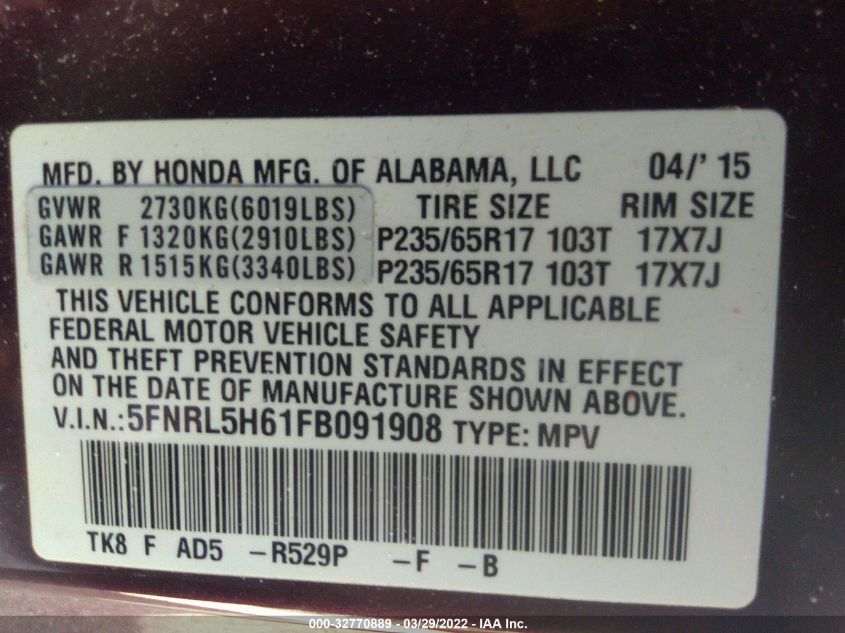 MFD. BY HONDA MFG. OF ALABAMA, LLC 04/' 15
GVWR 2730KG(6019LBS) TIRE SIZE RIM SIZE
GAWR F 1320KG(2910LBS) P235/65R17 103T 17X7J
GAWR R 1515KG(3340LBS) P235/65R17 103T 17X7J
THIS VEHICLE CONFORMS TO ALL APPLICABLE
FEDERAL MOTOR VEHICLE SAFETY
AND THEFT PREVENTION STANDARDS IN EFFECT
ON THE DATE OF MANUFACTURE SHOWN ABOVE.
V.I.N.:5FNRL5H61FB091908 TYPE: MPV
TK8 F AD5 -R529P -F -B
000-32770889 - 03/29/2022 - IAA Inc.